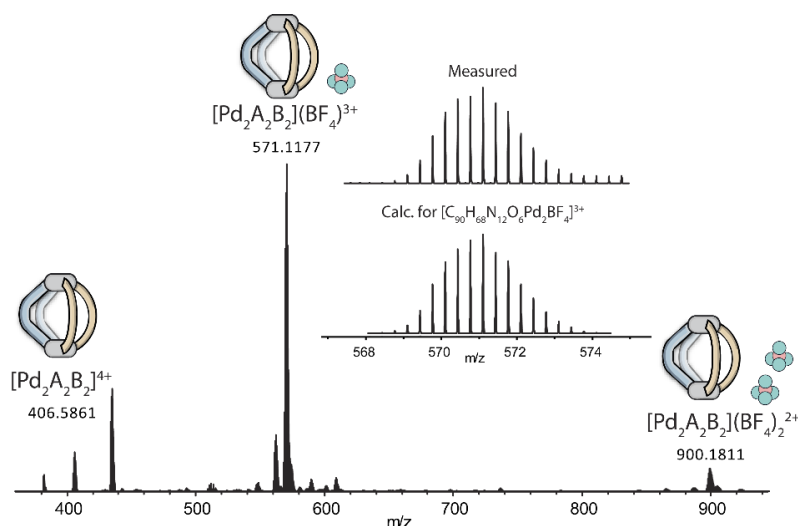 [Pd₂A₂B₂](BF₄)³⁺
571.1177
Measured
Calc. for [C₉₀H₆₈N₁₂O₆Pd₂BF₄]³⁺
568 570 572 574
m/z
[Pd₂A₂B₂]⁴⁺
406.5861
[Pd₂A₂B₂](BF₄)₂²⁺
900.1811
400 500 600 700 800 900
m/z